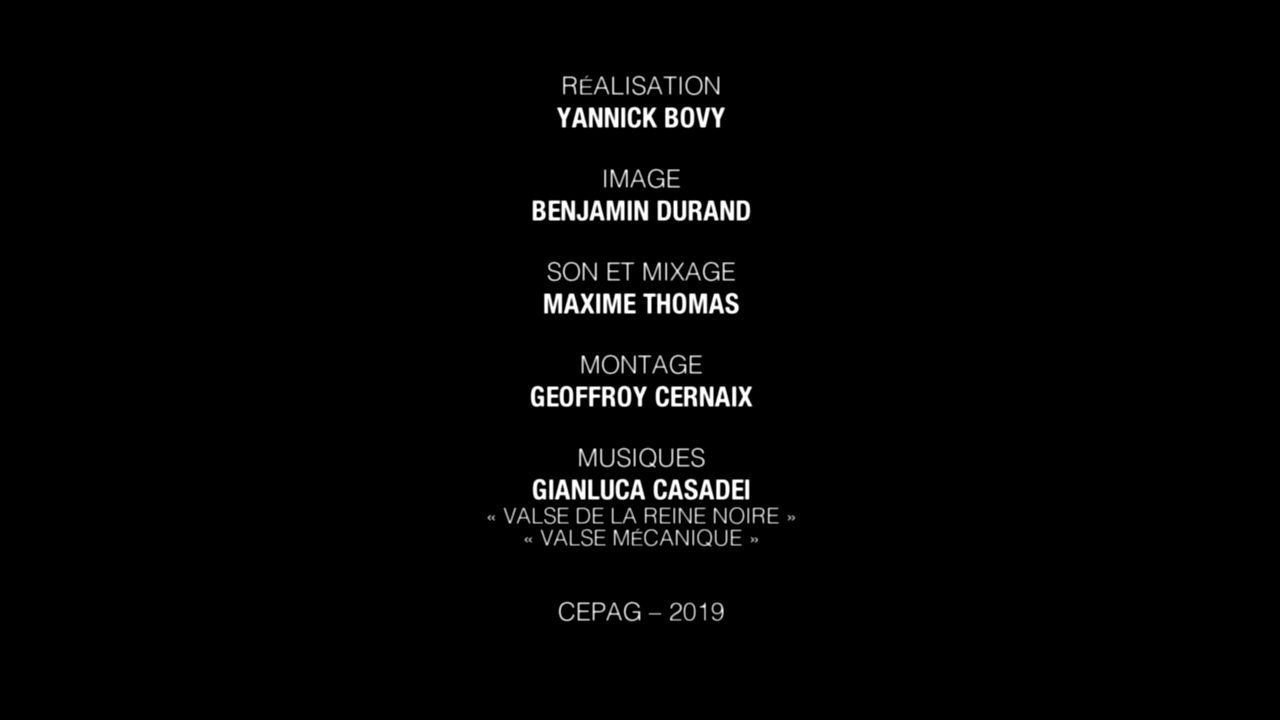 RÉALISATION
YANNICK BOVY
IMAGE
BENJAMIN DURAND
SON ET MIXAGE
MAXIME THOMAS
MONTAGE
GEOFFROY CERNAIX
MUSIQUES
GIANLUCA CASADEI
« VALSE DE LA REINE NOIRE »
« VALSE MÉCANIQUE »
CEPAG – 2019